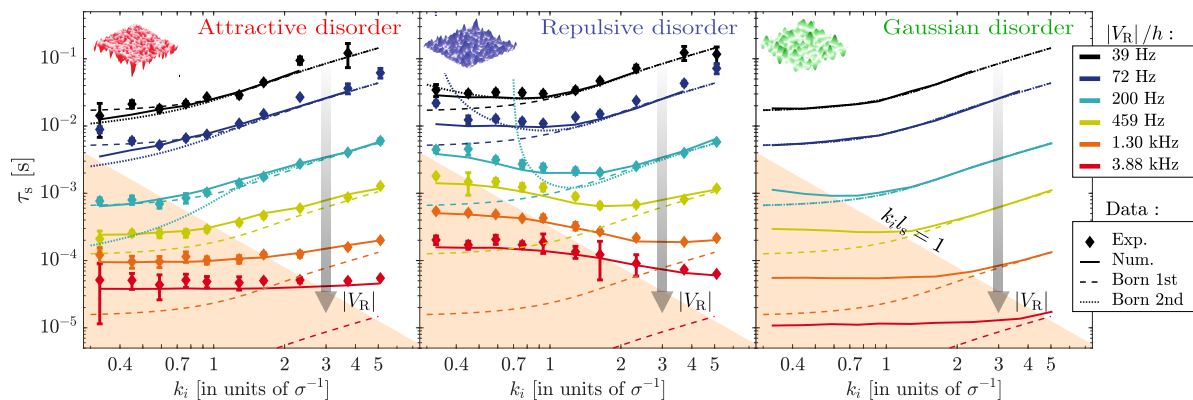 Attractive disorder
Repulsive disorder
Gaussian disorder
|V_R|/h :
39 Hz
72 Hz
200 Hz
459 Hz
1.30 kHz
3.88 kHz
Data :
Exp.
Num.
Born 1st
Born 2nd
τ_s [s]
10⁻¹
10⁻²
10⁻³
10⁻⁴
10⁻⁵
|V_R|
|V_R|
|V_R|
k_i l_s = 1
0.4 0.7 1 2 3 4 5
0.4 0.7 1 2 3 4 5
0.4 0.7 1 2 3 4 5
k_i [in units of σ⁻¹]
k_i [in units of σ⁻¹]
k_i [in units of σ⁻¹]